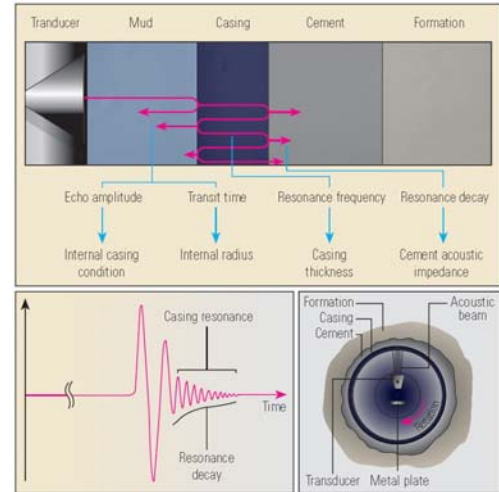 Tranducer Mud Casing Cement Formation
Echo amplitude Transit time Resonance frequency Resonance decay
Internal casing condition
Internal radius
Casing thickness
Cement acoustic impedance
Casing resonance
Time
Resonance decay
Formation
Casing
Cement
Acoustic beam
Rotation
Transducer
Metal plate